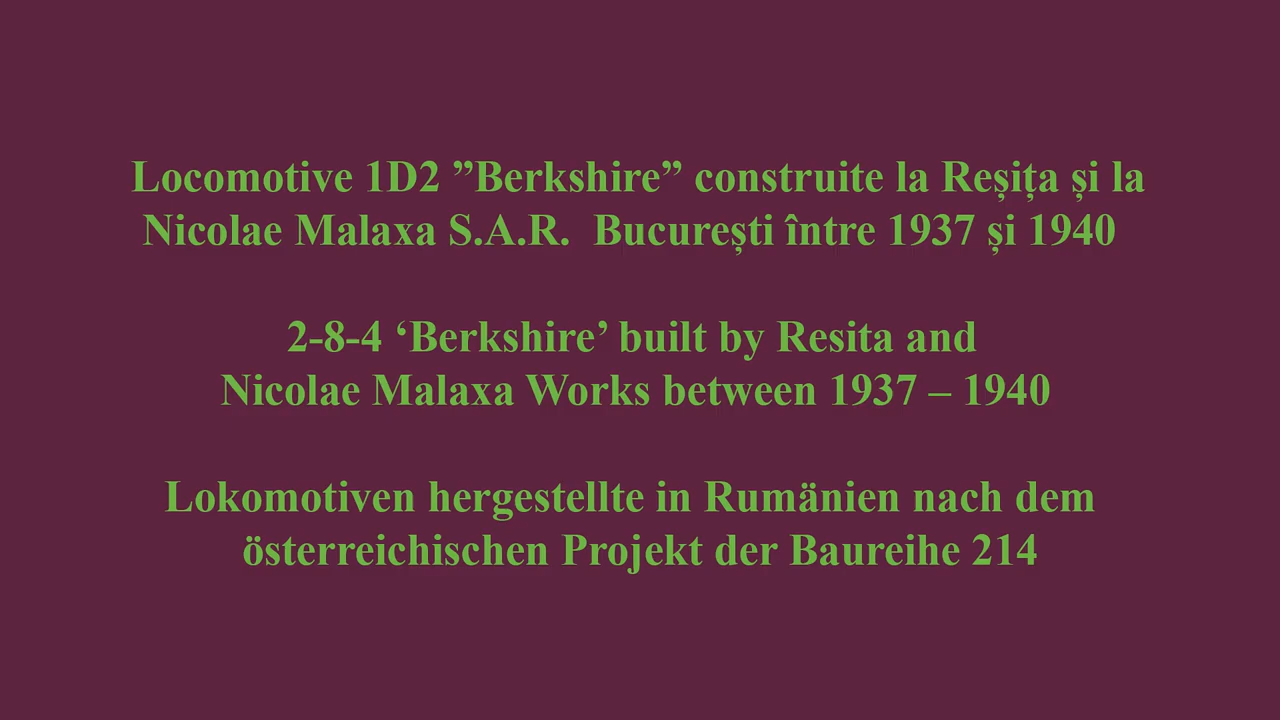 Locomotive 1D2 ”Berkshire” construite la Reșița și la
Nicolae Malaxa S.A.R.  București între 1937 și 1940
2-8-4 ‘Berkshire’ built by Resita and
Nicolae Malaxa Works between 1937 – 1940
Lokomotiven hergestellte in Rumänien nach dem
österreichischen Projekt der Baureihe 214